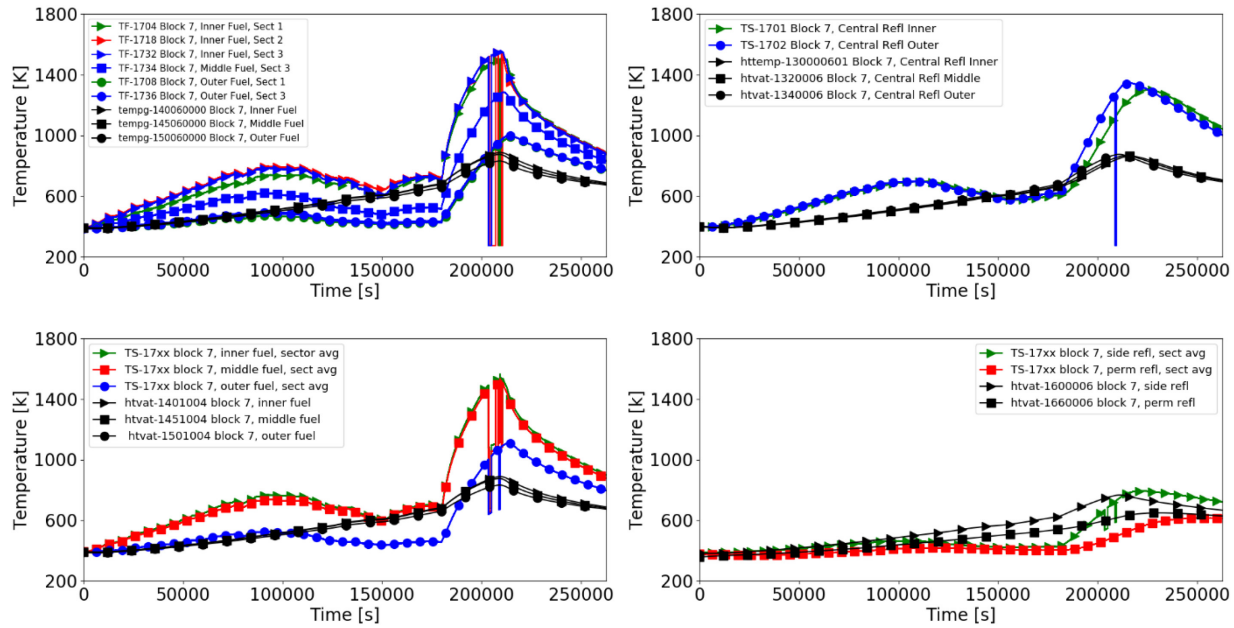 1800
1400
1000
600
200
Temperature [K]
TF-1704 Block 7, Inner Fuel, Sect 1
TF-1718 Block 7, Inner Fuel, Sect 2
TF-1732 Block 7, Inner Fuel, Sect 3
TF-1734 Block 7, Middle Fuel, Sect 3
TF-1708 Block 7, Outer Fuel, Sect 1
TF-1736 Block 7, Outer Fuel, Sect 3
tempg-140060000 Block 7, Inner Fuel
tempg-145060000 Block 7, Middle Fuel
tempg-150060000 Block 7, Outer Fuel
0 50000 100000 150000 200000 250000
Time [s]
1800
1400
1000
600
200
Temperature [K]
TS-1701 Block 7, Central Refl Inner
TS-1702 Block 7, Central Refl Outer
httemp-130000601 Block 7, Central Refl Inner
htvat-1320006 Block 7, Central Refl Middle
htvat-1340006 Block 7, Central Refl Outer
0 50000 100000 150000 200000 250000
Time [s]
1800
1400
1000
600
200
Temperature [K]
TS-17xx block 7, inner fuel, sector avg
TS-17xx block 7, middle fuel, sect avg
TS-17xx block 7, outer fuel, sect avg
htvat-1401004 block 7, inner fuel
htvat-1451004 block 7, middle fuel
htvat-1501004 block 7, outer fuel
0 50000 100000 150000 200000 250000
Time [s]
1800
1400
1000
600
200
Temperature [K]
TS-17xx block 7, side refl, sect avg
TS-17xx block 7, perm refl, sect avg
htvat-1600006 block 7, side refl
htvat-1660006 block 7, perm refl
0 50000 100000 150000 200000 250000
Time [s]